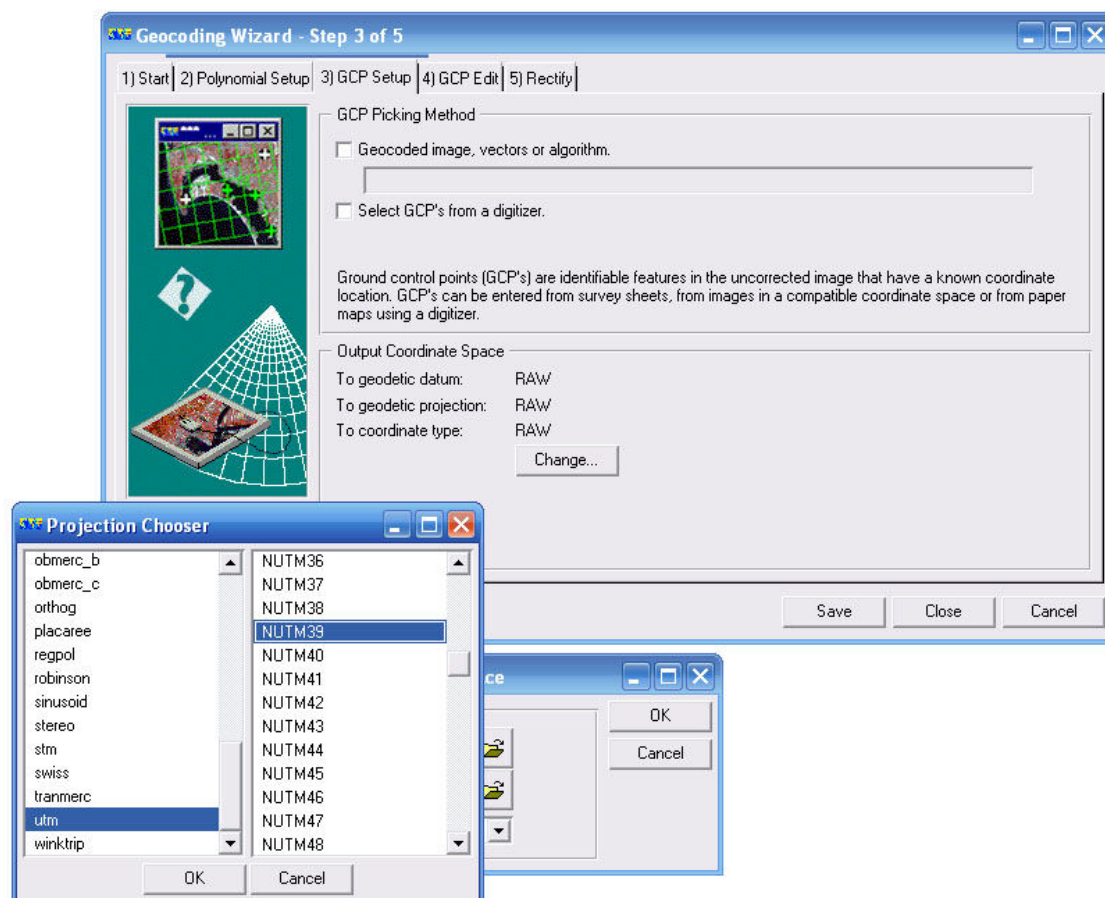 Geocoding Wizard - Step 3 of 5
1) Start 2) Polynomial Setup 3) GCP Setup 4) GCP Edit 5) Rectify
GCP Picking Method
Geocoded image, vectors or algorithm.
Select GCP's from a digitizer.
Ground control points (GCP's) are identifiable features in the uncorrected image that have a known coordinate
location. GCP's can be entered from survey sheets, from images in a compatible coordinate space or from paper
maps using a digitizer.
Output Coordinate Space
To geodetic datum: RAW
To geodetic projection: RAW
To coordinate type: RAW
Change...
Save Close Cancel
Projection Chooser
obmerc_b
obmerc_c
orthog
placaree
regpol
robinson
sinusoid
stereo
stm
swiss
tranmerc
utm
winktrip
NUTM36
NUTM37
NUTM38
NUTM39
NUTM40
NUTM41
NUTM42
NUTM43
NUTM44
NUTM45
NUTM46
NUTM47
NUTM48
OK Cancel
ce
OK
Cancel